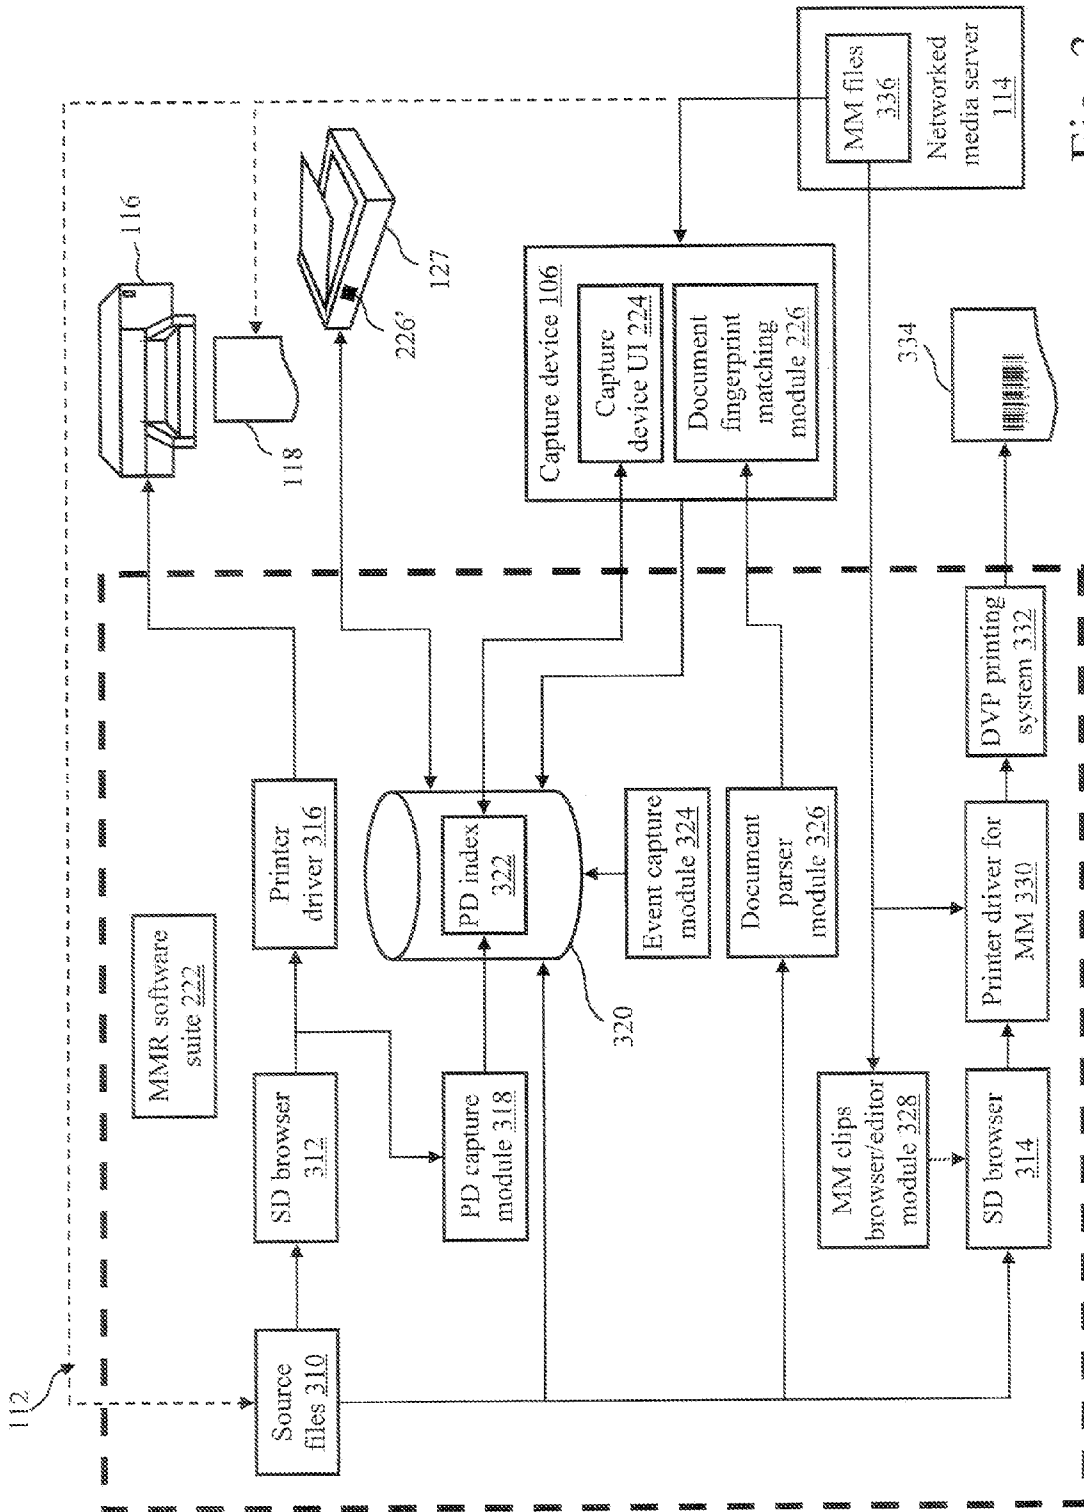 112
116
MMR software
suite 222
118
Source
files 310
SD browser
312
Printer
driver 316
127
226'
PD capture
module 318
PD index
322
320
Capture device 106
Capture
device UI 224
Document
fingerprint
matching
module 226
Event capture
module 324
Document
parser
module 326
MM clips
browser/editor
module 328
MM files
336
Networked
media server
114
334
SD browser
314
Printer driver for
MM 330
DVP printing
system 332
Fig.